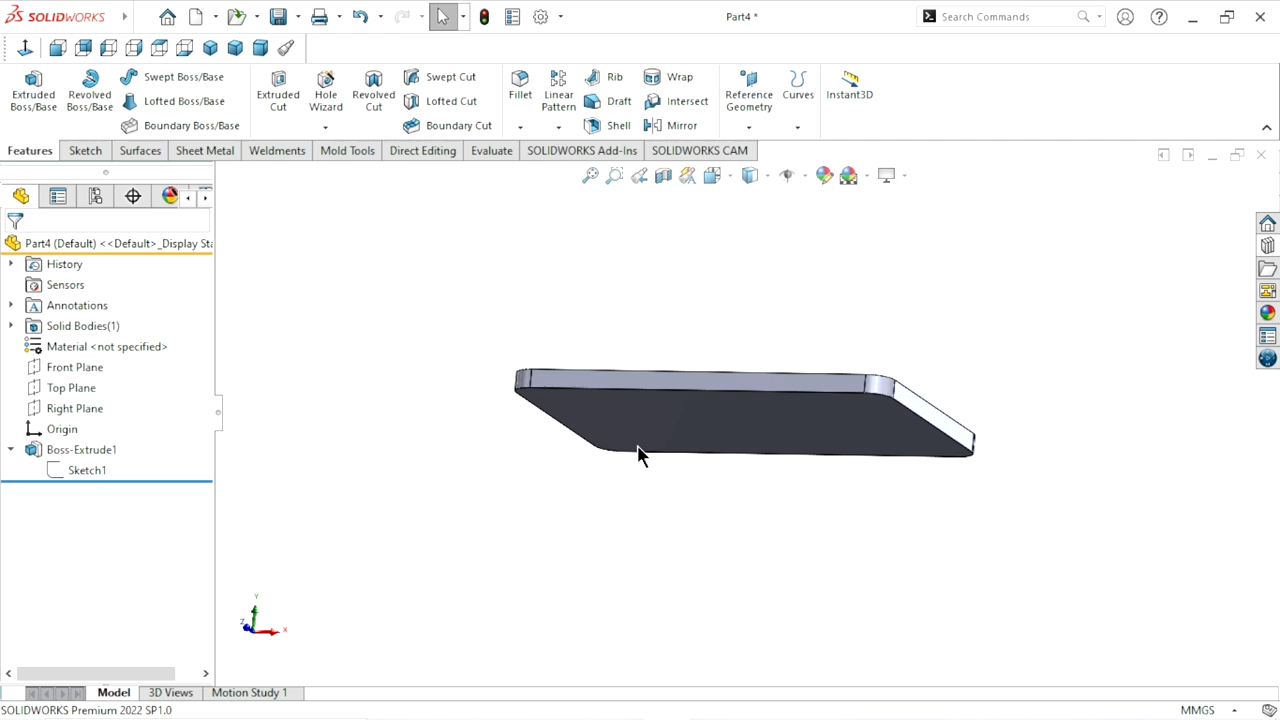 SOLIDWORKS
Part4 *
Search Commands
Extruded Boss/Base
Revolved Boss/Base
Swept Boss/Base
Lofted Boss/Base
Boundary Boss/Base
Extruded Cut
Hole Wizard
Revolved Cut
Swept Cut
Lofted Cut
Boundary Cut
Fillet
Linear Pattern
Rib
Draft
Shell
Wrap
Intersect
Mirror
Reference Geometry
Curves
Instant3D
Features
Sketch
Surfaces
Sheet Metal
Weldments
Mold Tools
Direct Editing
Evaluate
SOLIDWORKS Add-Ins
SOLIDWORKS CAM
Part4 (Default) <<Default>_Display Sta
History
Sensors
Annotations
Solid Bodies(1)
Material <not specified>
Front Plane
Top Plane
Right Plane
Origin
Boss-Extrude1
Sketch1
Y
Z
X
Model
3D Views
Motion Study 1
SOLIDWORKS Premium 2022 SP1.0
MMGS